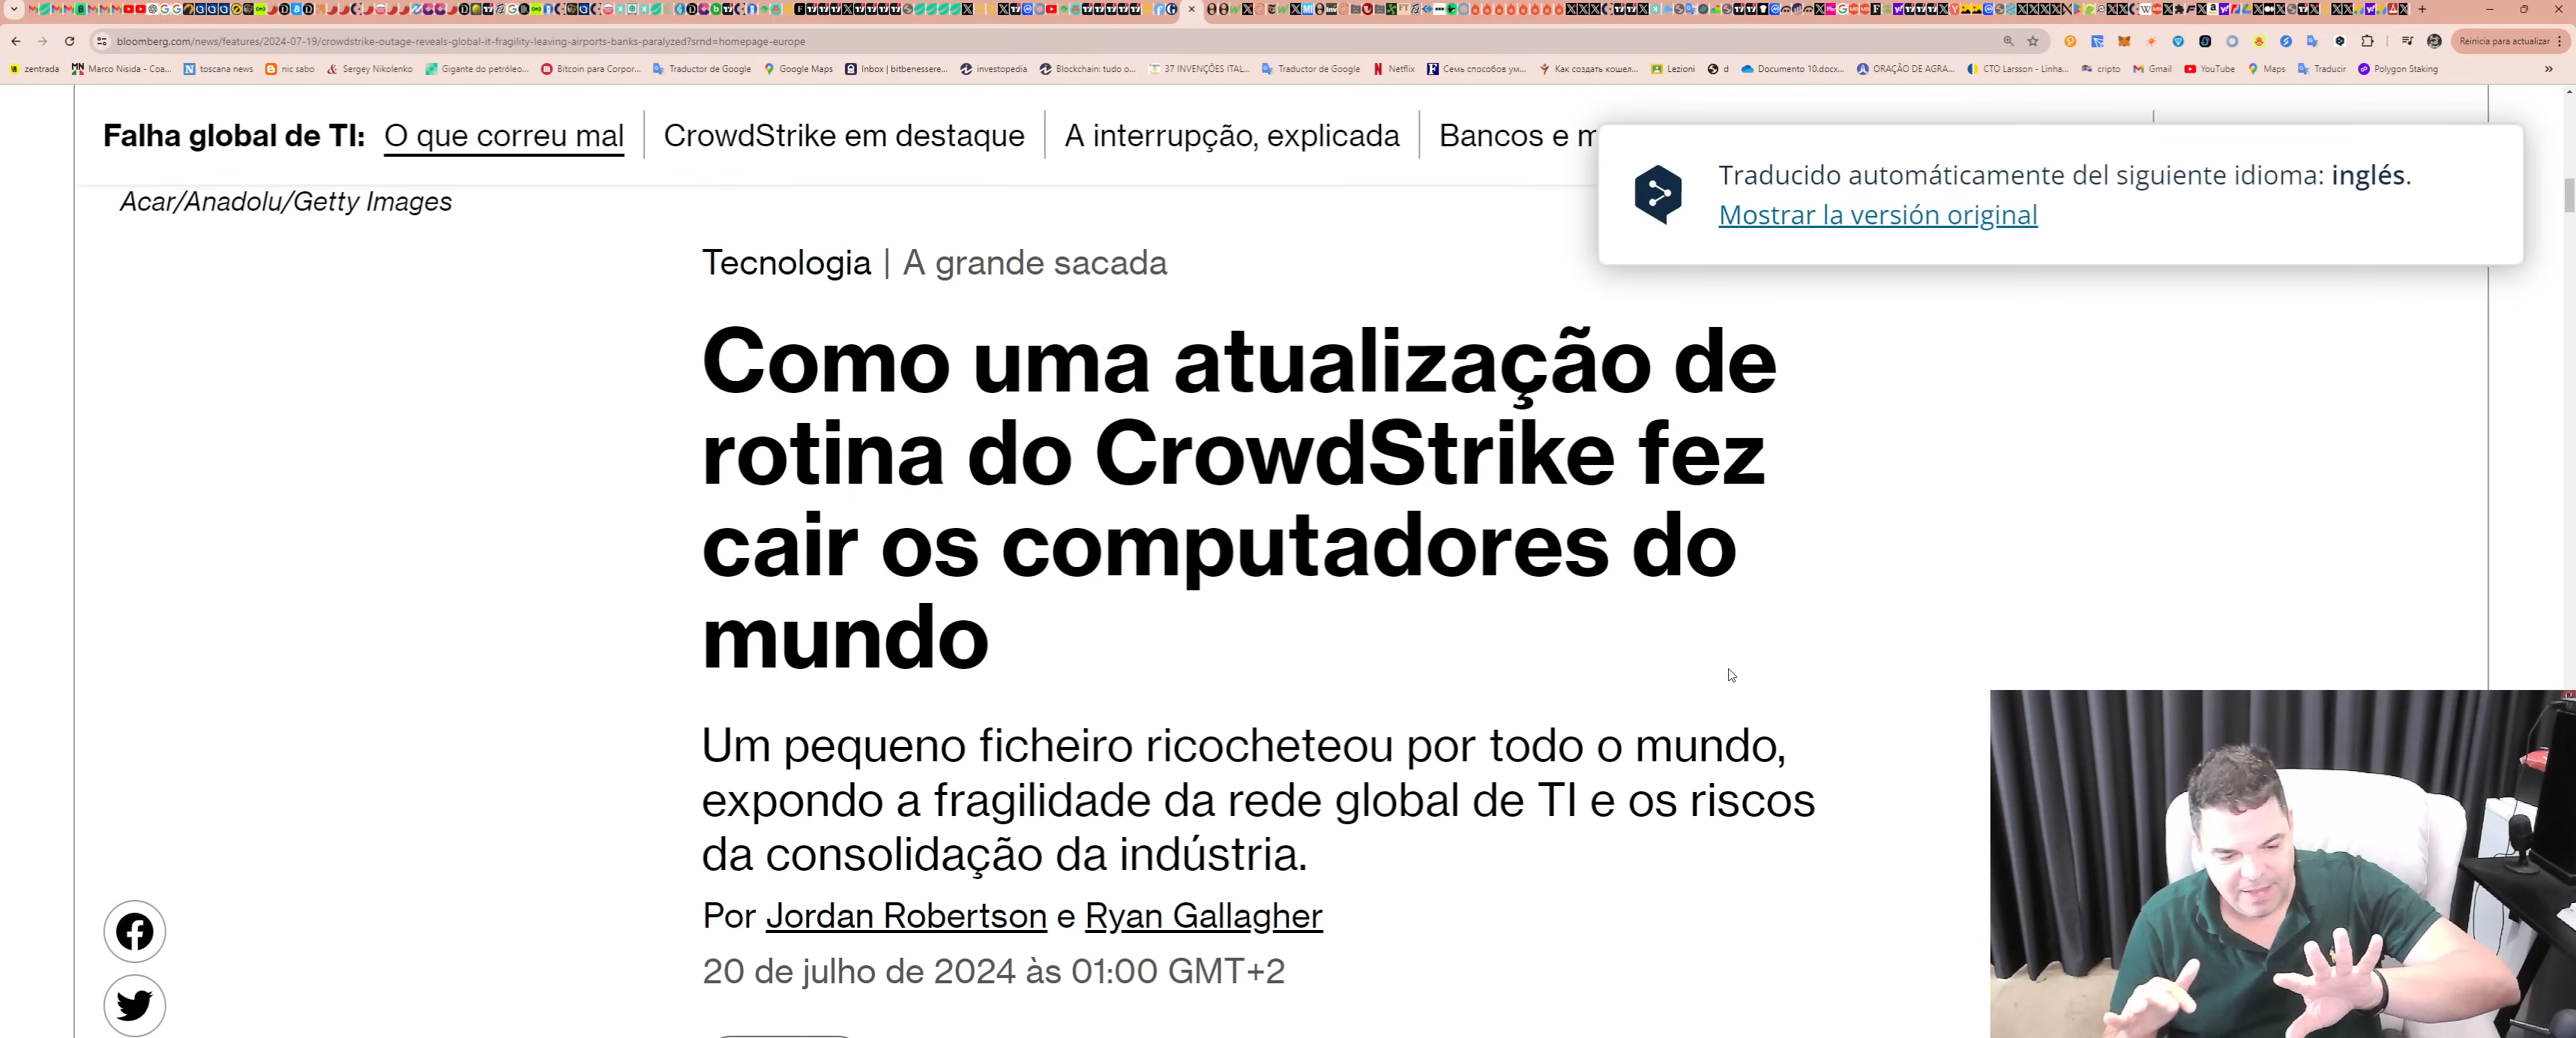 bloomberg.com/news/features/2024-07-19/crowdstrike-outage-reveals-global-it-fragility-leaving-airports-banks-paralyzed?srnd=homepage-europe
Reinicia para actualizar
zentrada
Marco Nisida - Coa...
toscana news
nic sabo
Sergey Nikolenko
Gigante do petróleo...
Bitcoin para Corpor...
Traductor de Google
Google Maps
Inbox | bitbenessere...
investopedia
Blockchain: tudo o...
37 INVENÇÕES ITAL...
Traductor de Google
Netflix
Семь способов ум...
Как создать кошел...
Lezioni
d
Documento 10.docx...
ORAÇÃO DE AGRA...
CTO Larsson - Linha...
cripto
Gmail
YouTube
Maps
Traducir
Polygon Staking
Falha global de TI: O que correu mal
CrowdStrike em destaque
A interrupção, explicada
Bancos e m
Traducido automáticamente del siguiente idioma: inglés.
Mostrar la versión original
Acar/Anadolu/Getty Images
Tecnologia | A grande sacada
Como uma atualização de
rotina do CrowdStrike fez
cair os computadores do
mundo
Um pequeno ficheiro ricocheteou por todo o mundo,
expondo a fragilidade da rede global de TI e os riscos
da consolidação da indústria.
Por Jordan Robertson e Ryan Gallagher
20 de julho de 2024 às 01:00 GMT+2